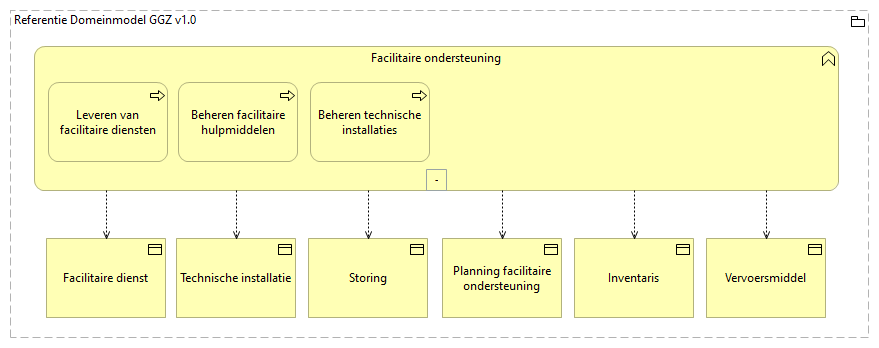 Referentie Domeinmodel GGZ v1.0
Facilitaire ondersteuning
Leveren van
facilitaire diensten
Beheren facilitaire
hulpmiddelen
Beheren technische
installaties
-
Facilitaire dienst
Technische installatie
Storing
Planning facilitaire
ondersteuning
Inventaris
Vervoersmiddel